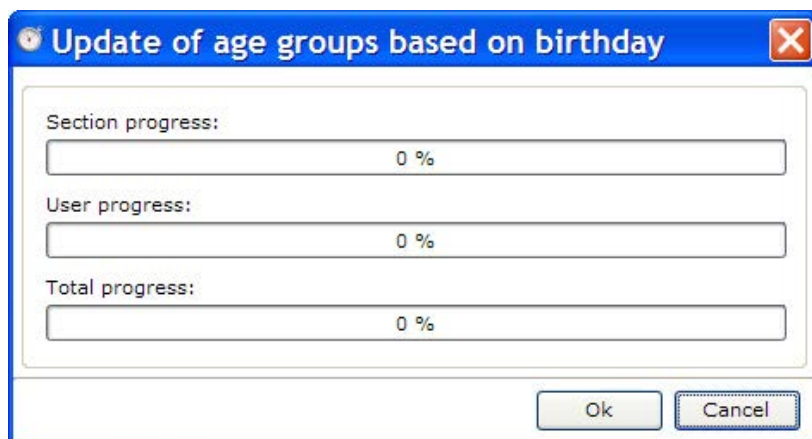 Update of age groups based on birthday
Section progress:
0 %
User progress:
0 %
Total progress:
0 %
Ok Cancel